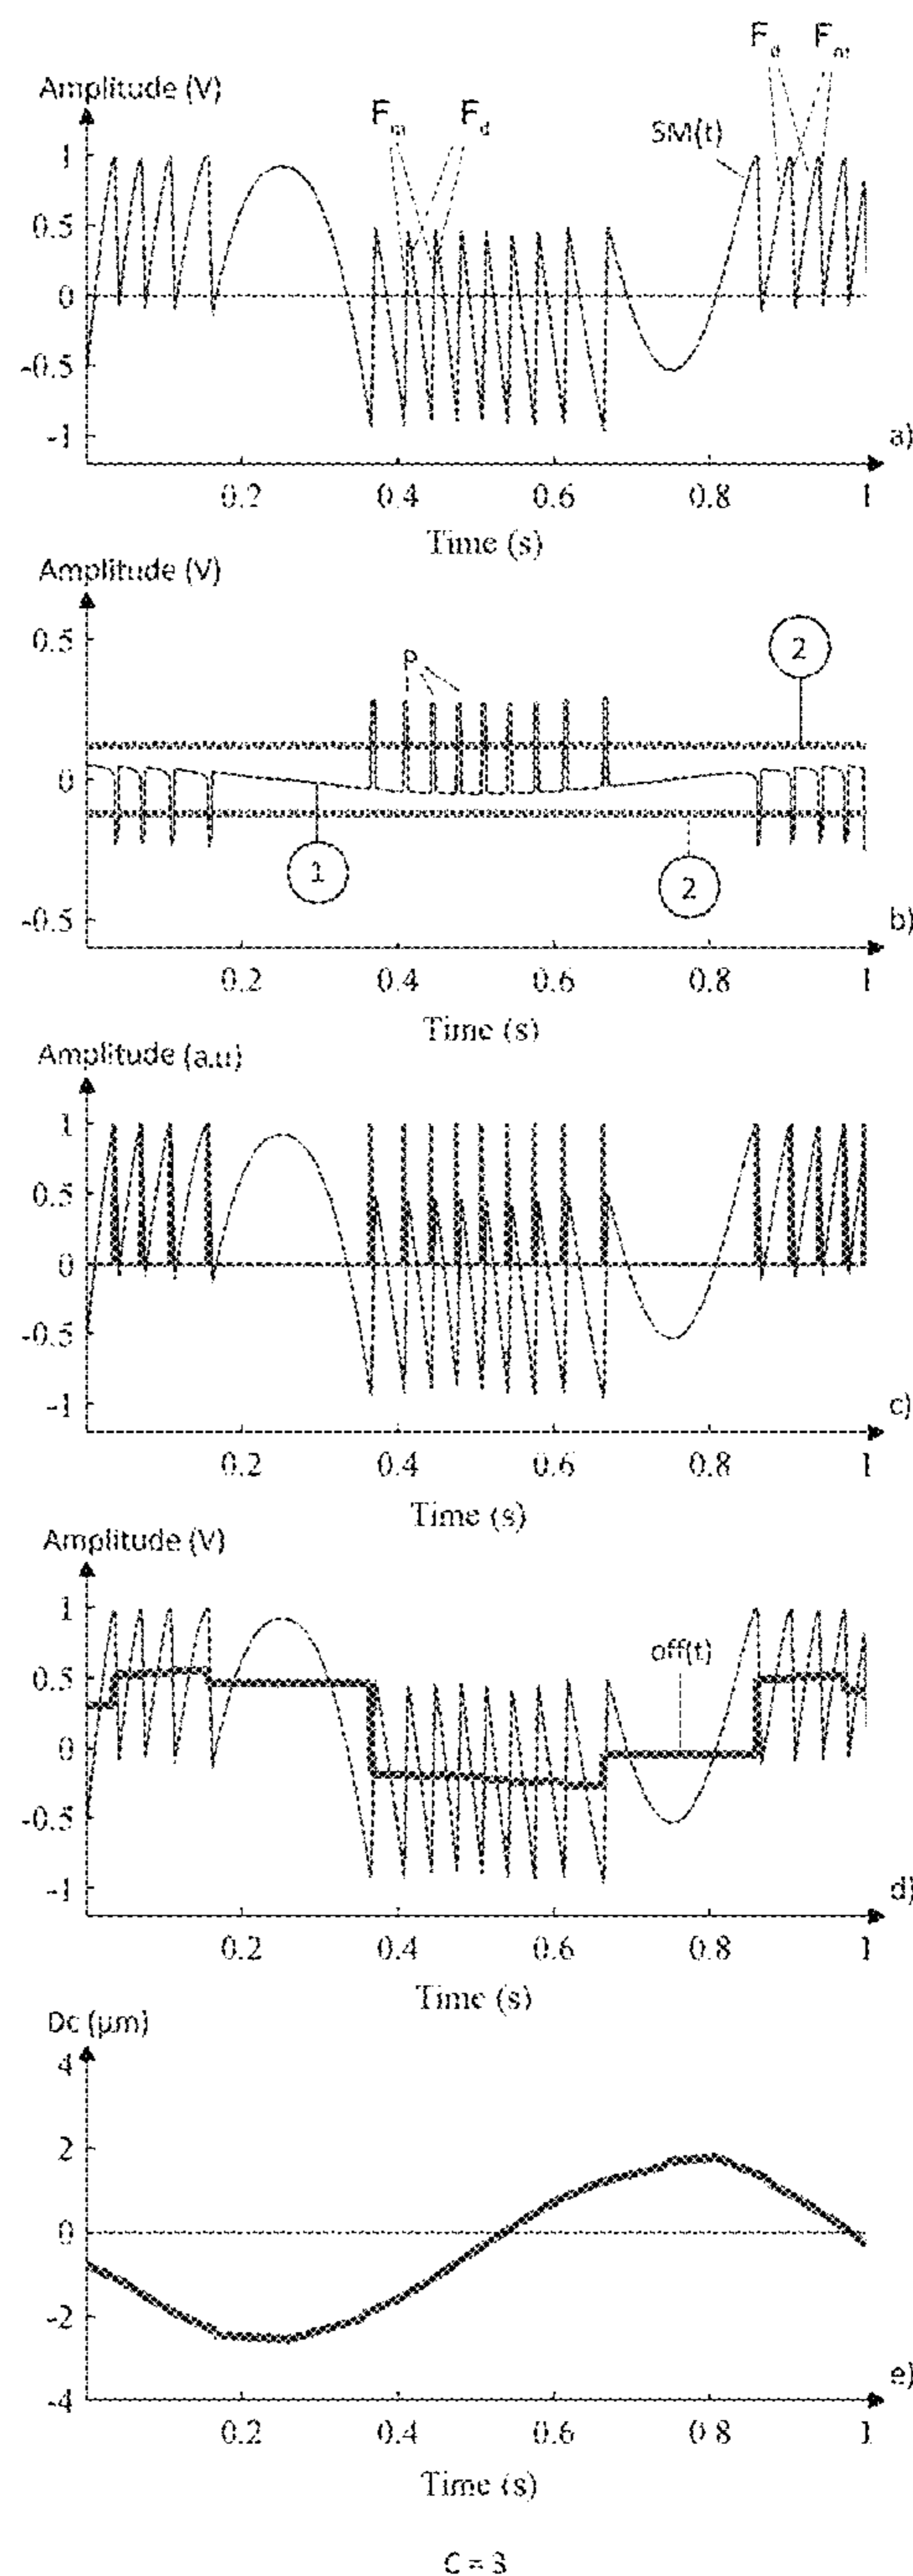 Amplitude (V)
Fm Fd
SM(t)
Fd Fm
1
0.5
0
-0.5
-1
0.2 0.4 0.6 0.8 1
Time (s)
a)
Amplitude (V)
0.5
0
-0.5
P
1
2
2
0.2 0.4 0.6 0.8 1
Time (s)
b)
Amplitude (a.u)
1
0.5
0
-0.5
-1
0.2 0.4 0.6 0.8 1
Time (s)
c)
Amplitude (V)
1
0.5
0
-0.5
-1
off(t)
0.2 0.4 0.6 0.8 1
Time (s)
d)
Dc (µm)
4
2
0
-2
-4
0.2 0.4 0.6 0.8 1
Time (s)
e)
C = 3